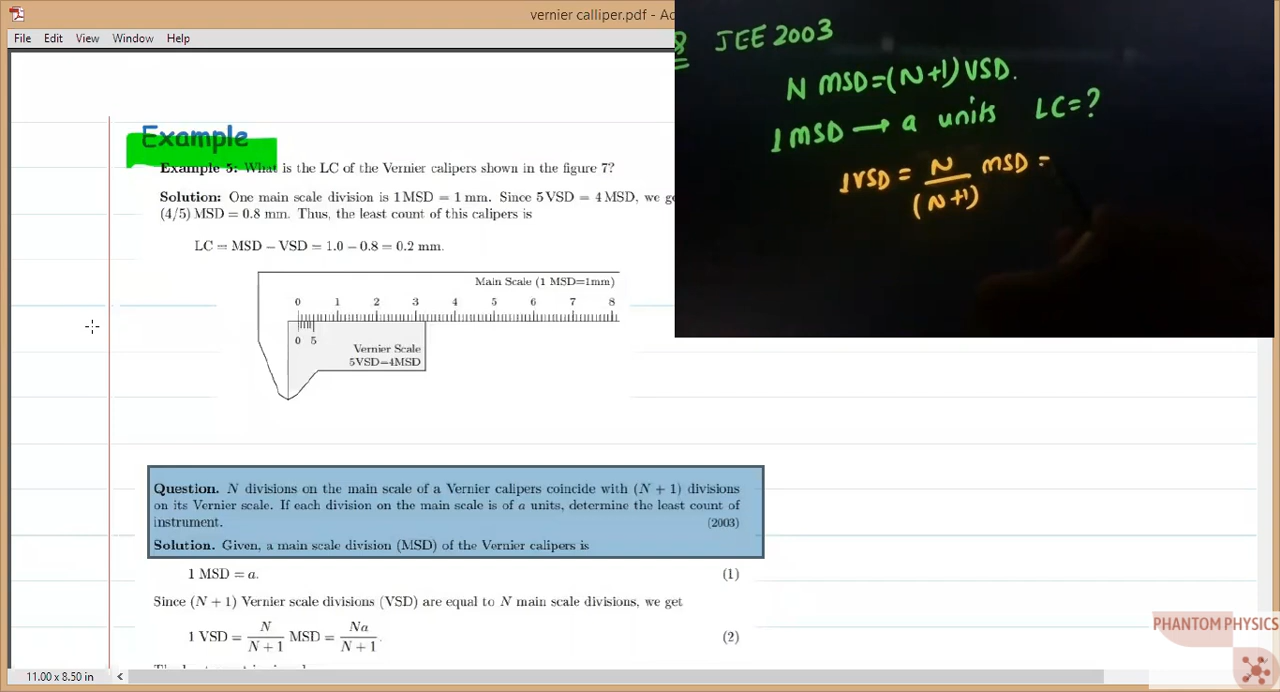 vernier calliper.pdf - Ad
File Edit View Window Help
Example
Example 5: What is the LC of the Vernier calipers shown in the figure 7?
Solution: One main scale division is 1 MSD = 1 mm. Since 5 VSD = 4 MSD, we ge
(4/5) MSD = 0.8 mm. Thus, the least count of this calipers is
LC = MSD − VSD = 1.0 − 0.8 = 0.2 mm.
Main Scale (1 MSD=1mm)
0 1 2 3 4 5 6 7 8
0 5
Vernier Scale
5VSD=4MSD
Question. N divisions on the main scale of a Vernier calipers coincide with (N + 1) divisions
on its Vernier scale. If each division on the main scale is of a units, determine the least count of
instrument. (2003)
Solution. Given, a main scale division (MSD) of the Vernier calipers is
1 MSD = a. (1)
Since (N + 1) Vernier scale divisions (VSD) are equal to N main scale divisions, we get
1 VSD = N/(N + 1) MSD = Na/(N + 1). (2)
8 JEE 2003
N MSD=(N+1) VSD.
1 MSD → a units LC=?
1 VSD = N/(N+1) MSD =
PHANTOM PHYSICS
11.00 x 8.50 in